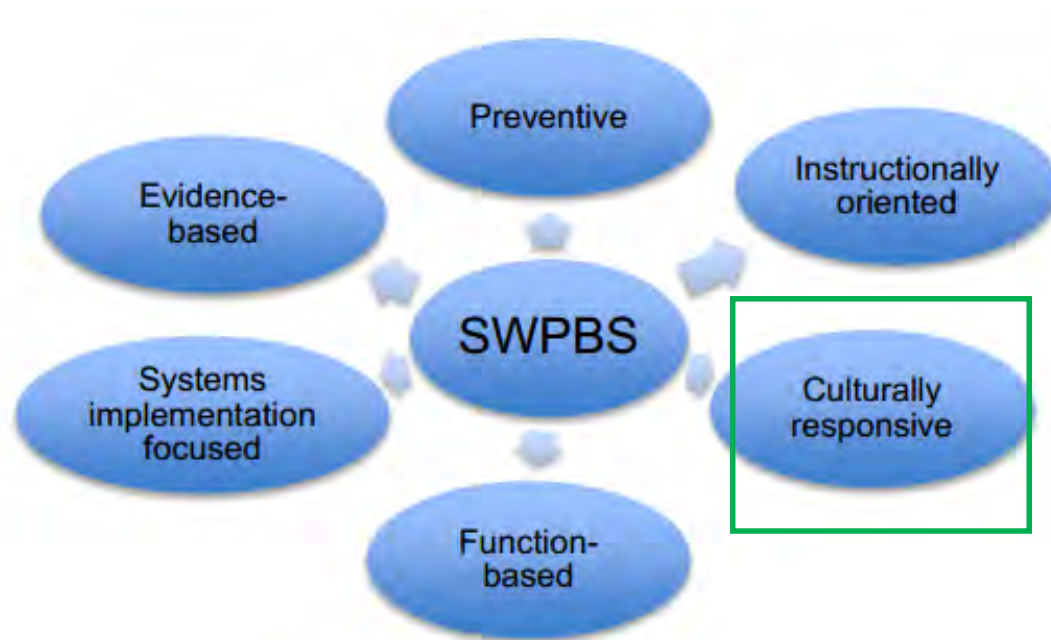 Preventive
Instructionally
oriented
Evidence-
based
SWPBS
Systems
implementation
focused
Culturally
responsive
Function-
based